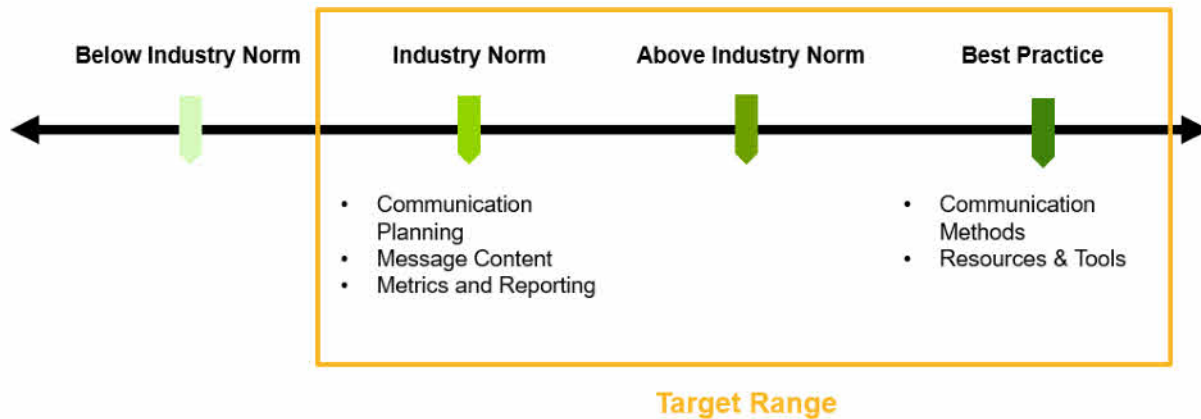 Below Industry Norm
Industry Norm
Above Industry Norm
Best Practice
• Communication
Planning
• Message Content
• Metrics and Reporting
• Communication
Methods
• Resources & Tools
Target Range